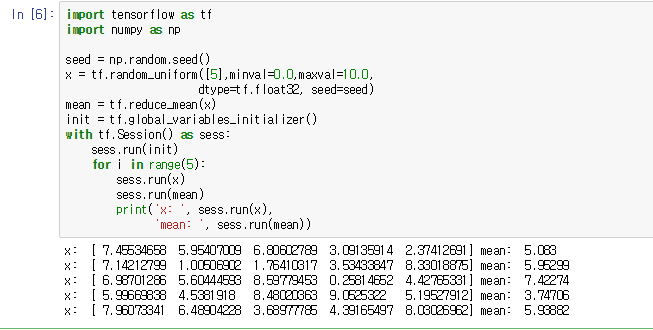 In [6]: import tensorflow as tf
import numpy as np
seed = np.random.seed()
x = tf.random_uniform([5],minval=0.0,maxval=10.0,
dtype=tf.float32, seed=seed)
mean = tf.reduce_mean(x)
init = tf.global_variables_initializer()
with tf.Session() as sess:
sess.run(init)
for i in range(5):
sess.run(x)
sess.run(mean)
print('x: ', sess.run(x),
'mean: ', sess.run(mean))
x: [ 7.45534658 5.95407009 6.80602789 3.09135914 2.37412691] mean: 5.083
x: [ 7.14212799 1.00506902 1.76410317 3.53433847 8.33018875] mean: 5.95299
x: [ 6.98701286 5.60444593 8.59779453 0.25814652 4.42765331] mean: 7.42274
x: [ 5.99669838 4.5381918 8.48020363 9.0525322 5.19527912] mean: 3.74706
x: [ 7.96073341 6.48904228 3.68977785 4.39165497 8.03026962] mean: 5.93882